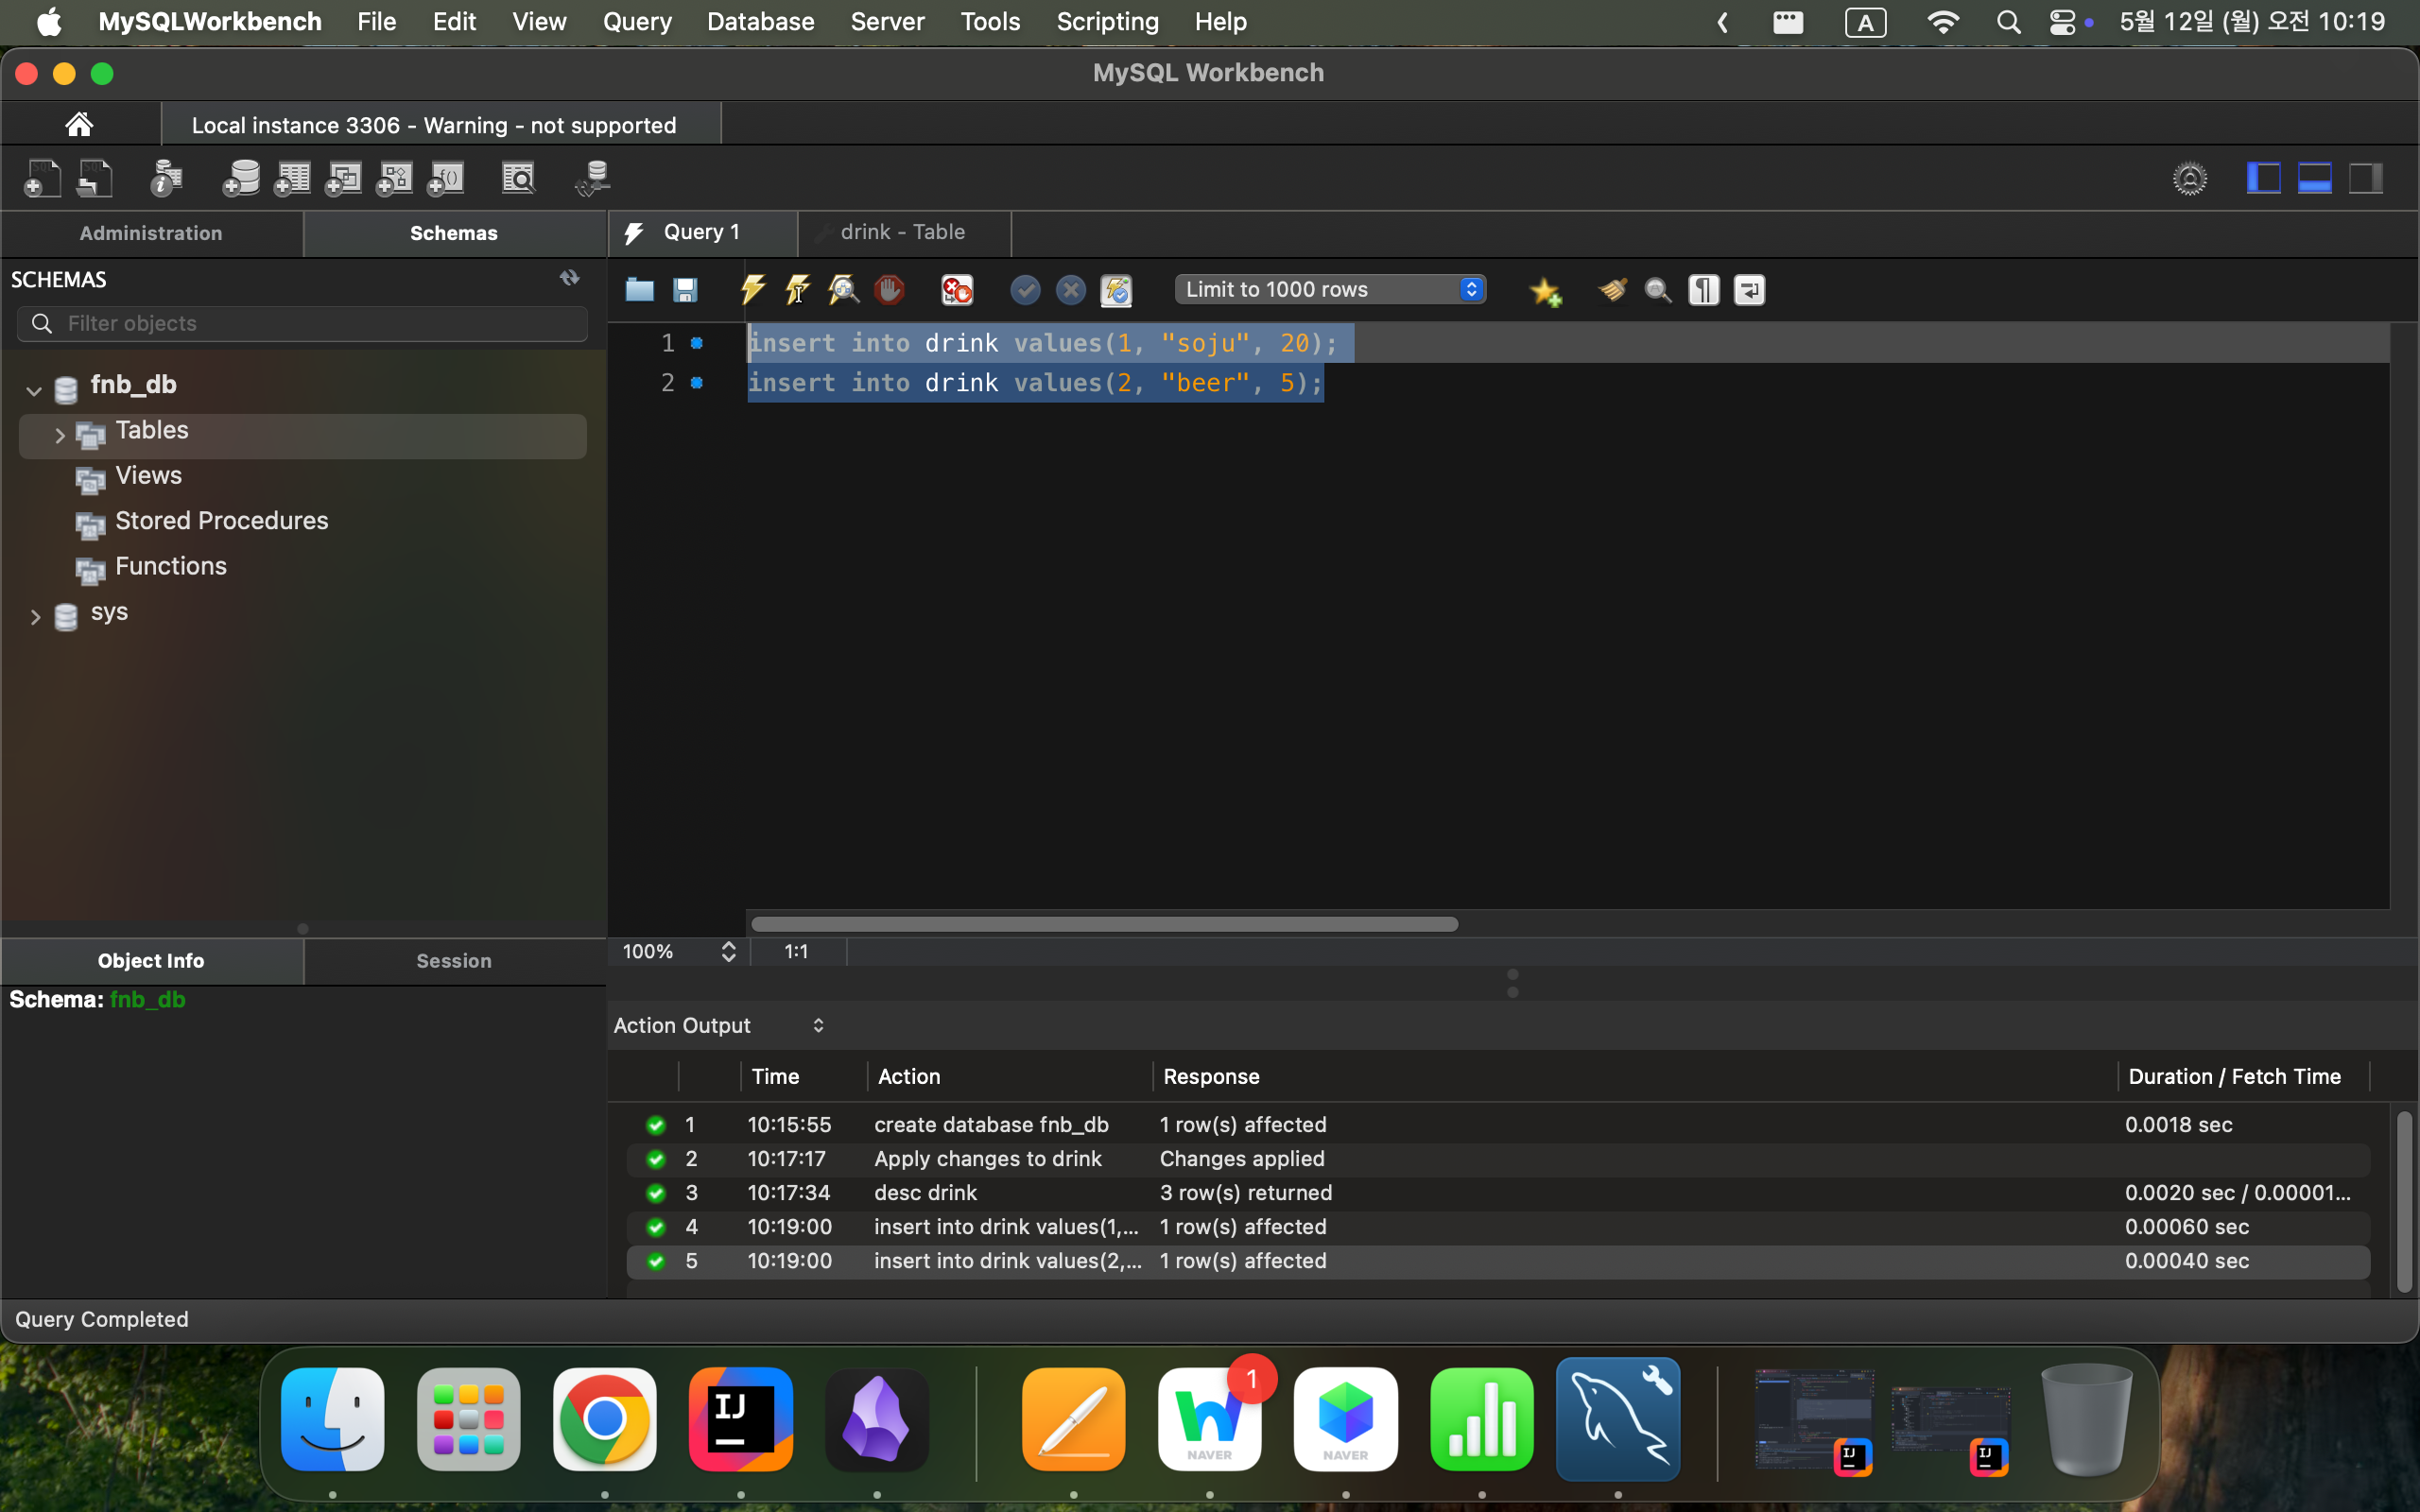 MySQLWorkbench File Edit View Query Database Server Tools Scripting Help A 5월 12일 (월) 오전 10:19
MySQL Workbench
Local instance 3306 - Warning - not supported
Administration Schemas Query 1 drink - Table
SCHEMAS
Limit to 1000 rows
Filter objects
1 insert into drink values(1, "soju", 20);
2 insert into drink values(2, "beer", 5);
fnb_db
Tables
Views
Stored Procedures
Functions
sys
100% 1:1
Object Info Session
Schema: fnb_db
Action Output
Time Action Response Duration / Fetch Time
1 10:15:55 create database fnb_db 1 row(s) affected 0.0018 sec
2 10:17:17 Apply changes to drink Changes applied
3 10:17:34 desc drink 3 row(s) returned 0.0020 sec / 0.00001...
4 10:19:00 insert into drink values(1,... 1 row(s) affected 0.00060 sec
5 10:19:00 insert into drink values(2,... 1 row(s) affected 0.00040 sec
Query Completed
IJ
1
NAVER
NAVER
IJ
IJ